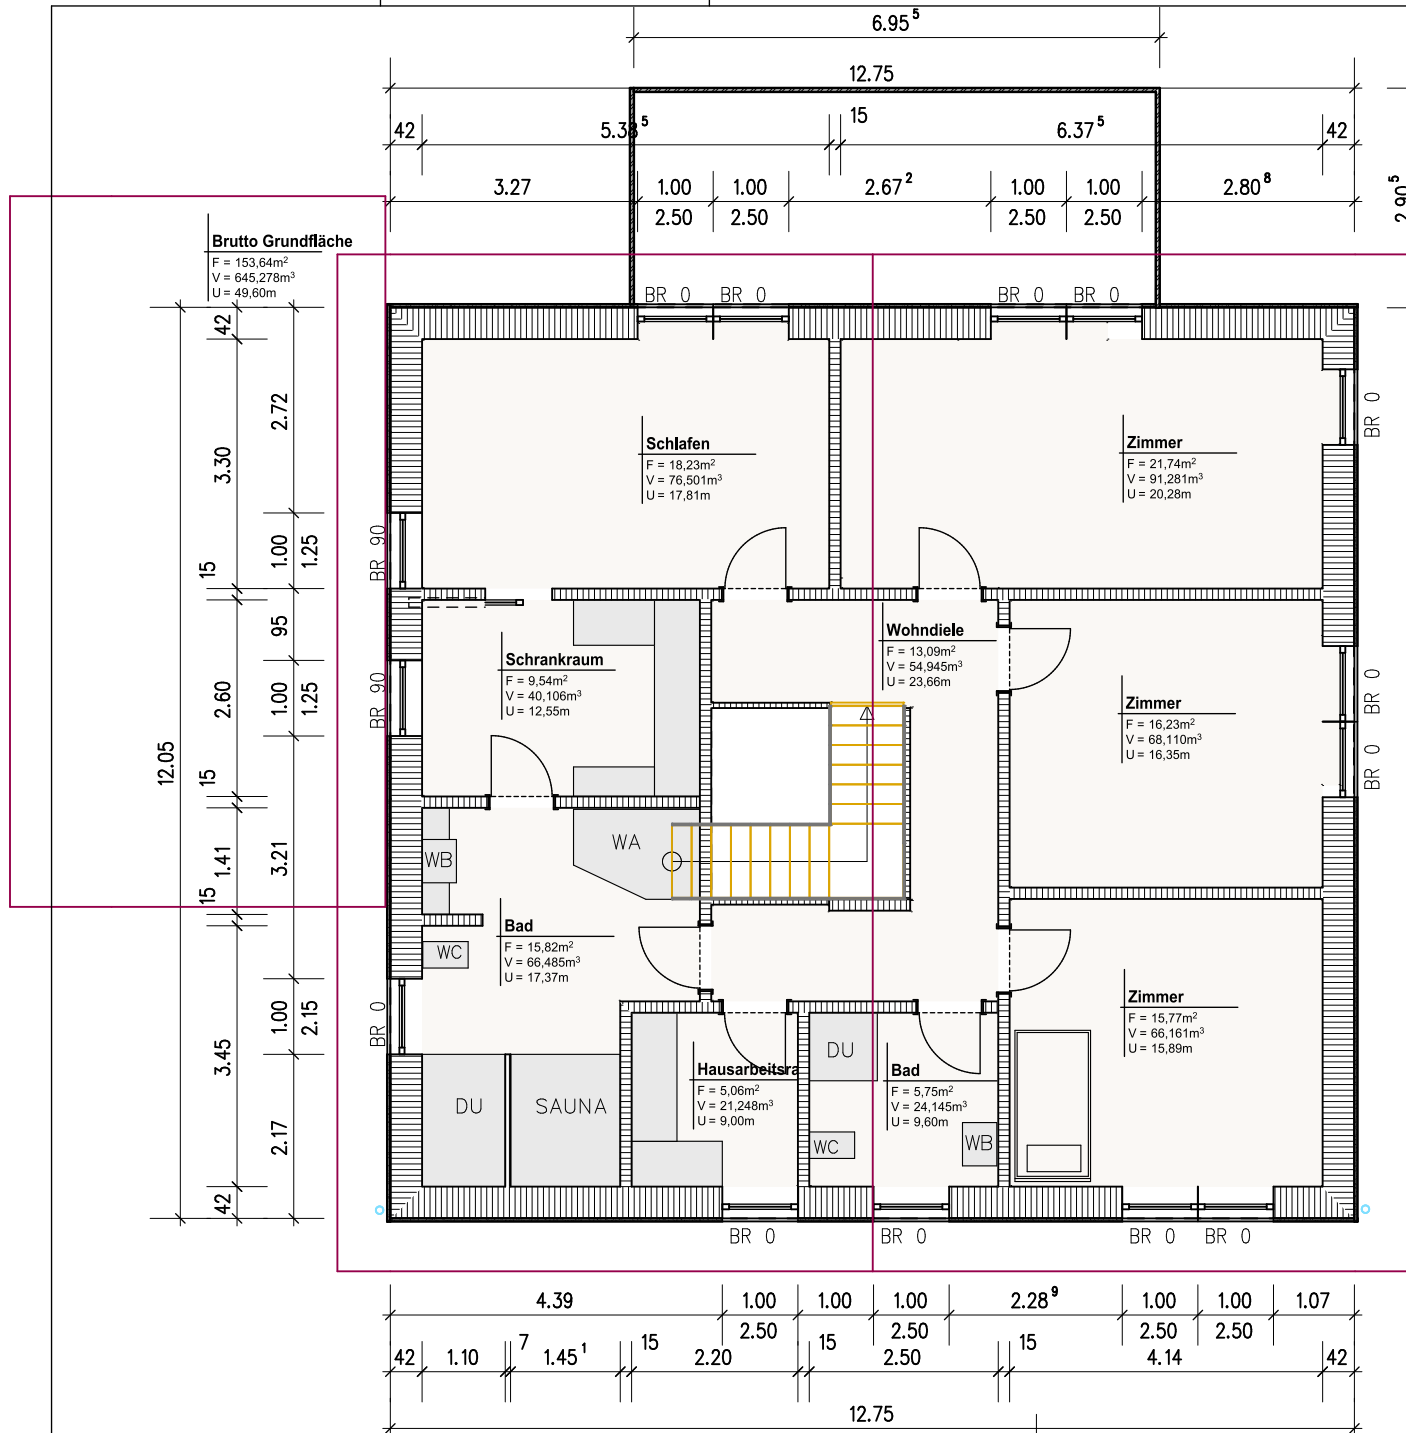 6.95⁵
12.75
15
42 5.38⁵ 6.37⁵ 42
3.27 1.00 1.00 2.67² 1.00 1.00 2.80⁸
2.50 2.50 2.50 2.50
2.90⁵
Brutto Grundfläche
F = 153,64m²
V = 645,278m³
U = 49,60m
BR 0 BR 0 BR 0 BR 0
42
2.72
3.30
BR 0
Schlafen
F = 18,23m²
V = 76,501m³
U = 17,81m
Zimmer
F = 21,74m²
V = 91,281m³
U = 20,28m
BR 90
1.00
1.25
15
95
Wohndiele
F = 13,09m²
V = 54,945m³
U = 23,66m
Schrankraum
F = 9,54m²
V = 40,106m³
U = 12,55m
2.60
1.00
1.25
BR 90
BR 0
Zimmer
F = 16,23m²
V = 68,110m³
U = 16,35m
12.05
15
BR 0
WA
WB
1.41
3.21
15
Bad
F = 15,82m²
V = 66,485m³
U = 17,37m
WC
Zimmer
F = 15,77m²
V = 66,161m³
U = 15,89m
1.00
2.15
BR 0
3.45
DU
Hausarbeitsra
F = 5,06m²
V = 21,248m³
U = 9,00m
Bad
F = 5,75m²
V = 24,145m³
U = 9,60m
DU
SAUNA
2.17
WC
WB
42
BR 0 BR 0 BR 0 BR 0
4.39 1.00 1.00 1.00 2.28⁹ 1.00 1.00 1.07
2.50 2.50 2.50 2.50
7 15 15 15
42 1.10 1.45¹ 2.20 2.50 4.14 42
12.75